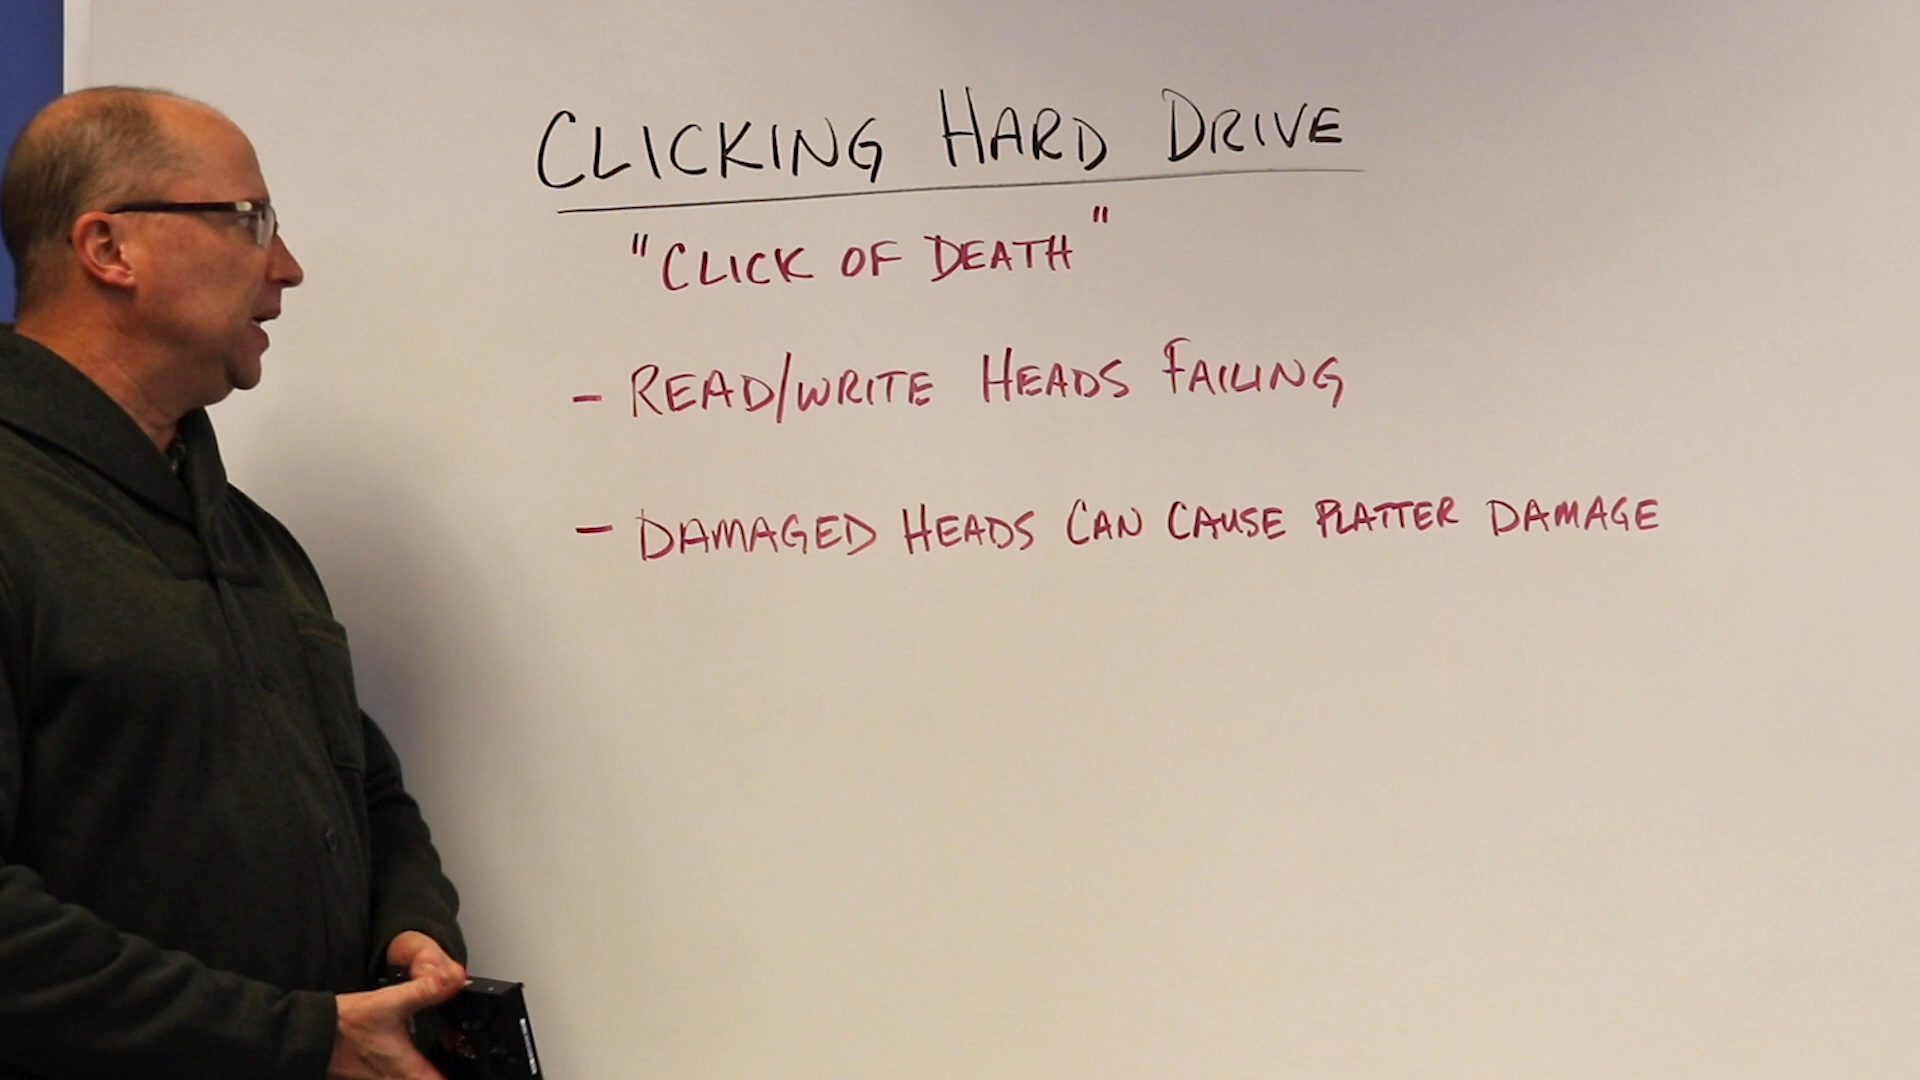 CLICKING HARD DRIVE
"CLICK OF DEATH"
- READ/WRITE HEADS FAILING
- DAMAGED HEADS CAN CAUSE PLATTER DAMAGE